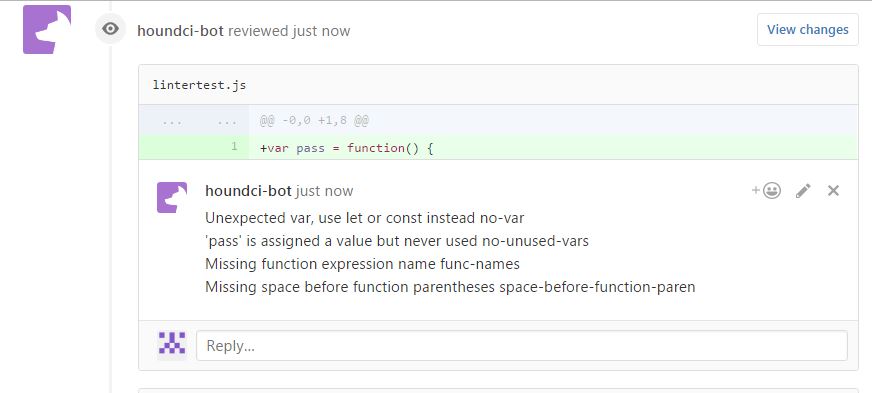 houndci-bot reviewed just now
View changes
lintertest.js
... ... @@ -0,0 +1,8 @@
1 +var pass = function() {
houndci-bot just now
+
Unexpected var, use let or const instead no-var
'pass' is assigned a value but never used no-unused-vars
Missing function expression name func-names
Missing space before function parentheses space-before-function-paren
Reply...